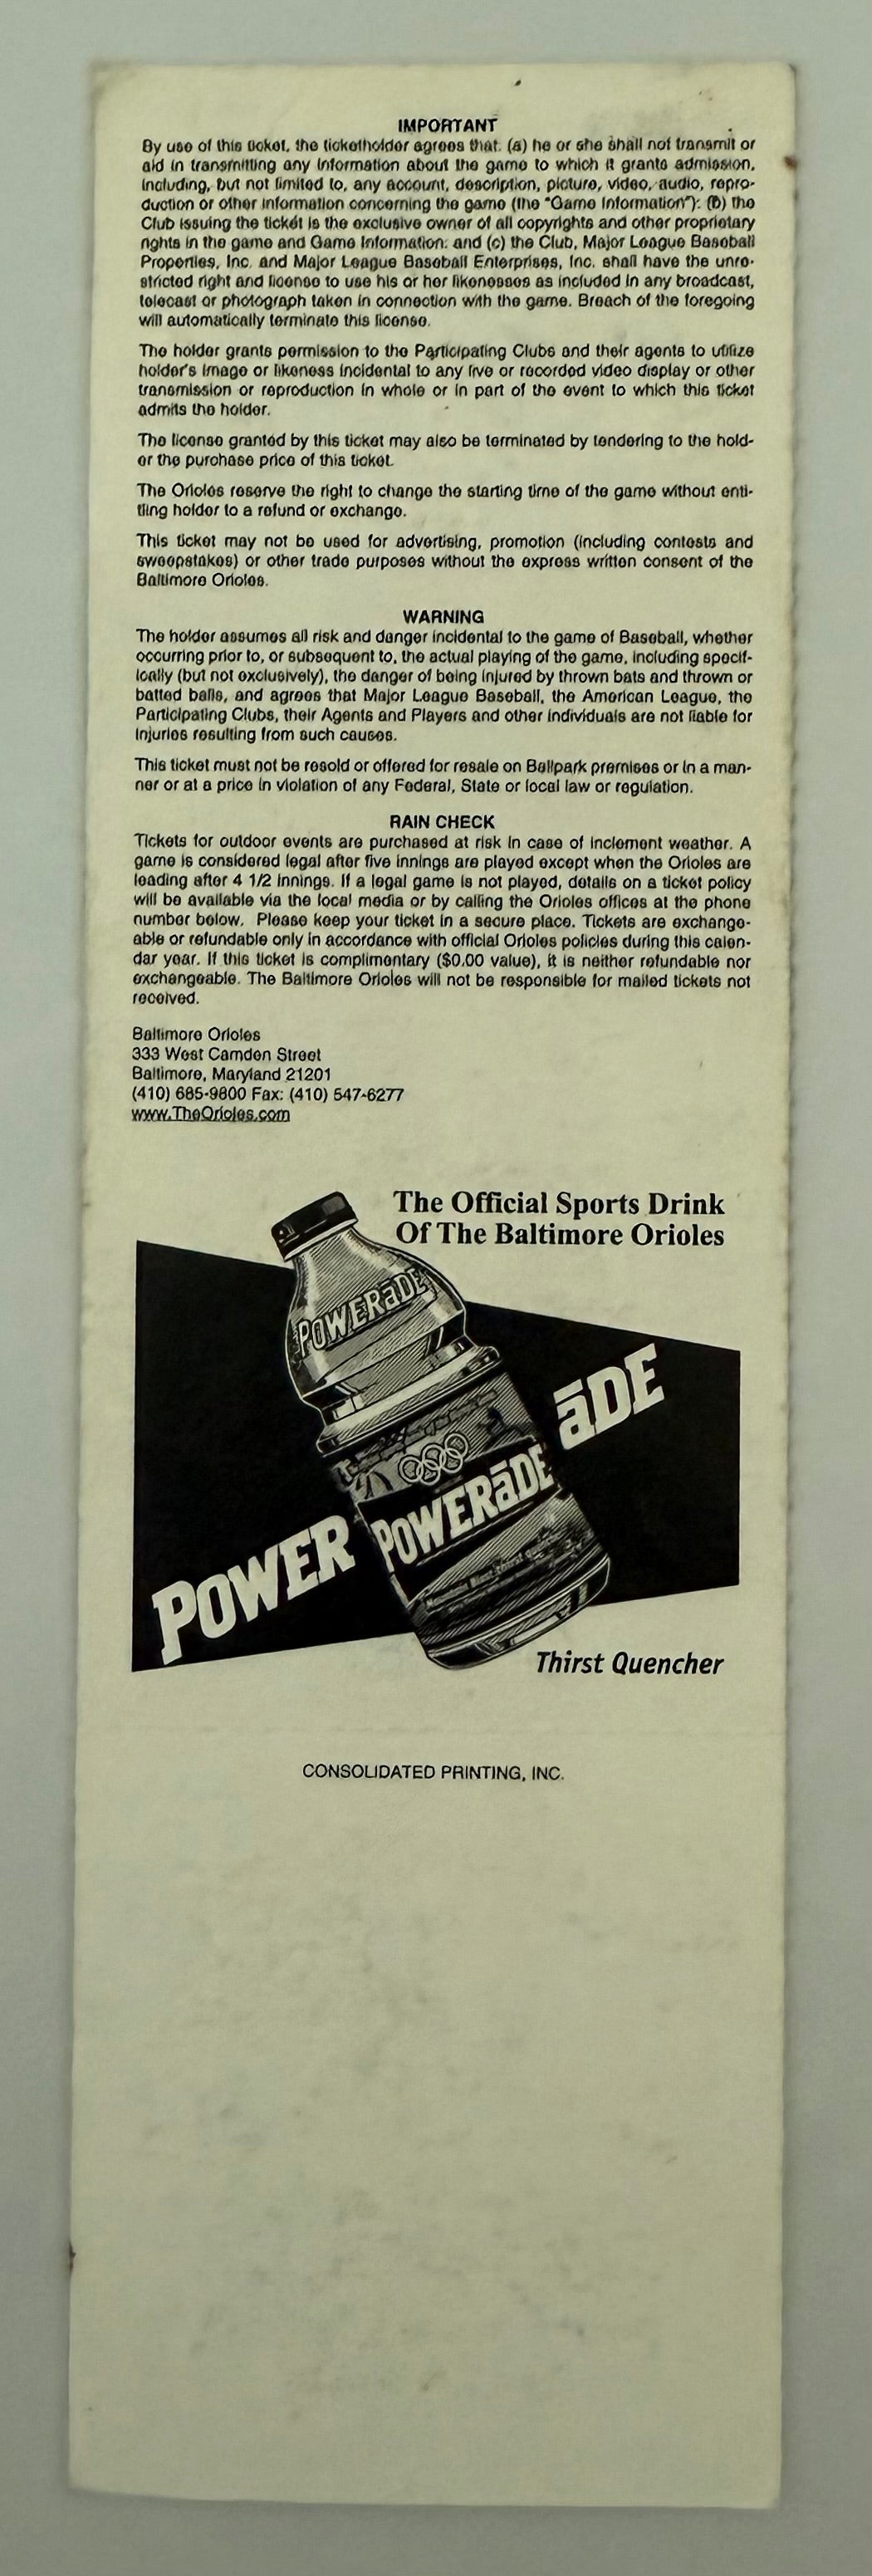 IMPORTANT
By use of this ticket, the ticketholder agrees that: (a) he or she shall not transmit or
aid in transmitting any information about the game to which it grants admission,
including, but not limited to, any account, description, picture, video, audio, repro-
duction or other information concerning the game (the "Game Information"); (b) the
Club issuing the ticket is the exclusive owner of all copyrights and other proprietary
rights in the game and Game Information; and (c) the Club, Major League Baseball
Properties, Inc. and Major League Baseball Enterprises, Inc. shall have the unre-
stricted right and license to use his or her likenesses as included in any broadcast,
telecast or photograph taken in connection with the game. Breach of the foregoing
will automatically terminate this license.
The holder grants permission to the Participating Clubs and their agents to utilize
holder's image or likeness incidental to any live or recorded video display or other
transmission or reproduction in whole or in part of the event to which this ticket
admits the holder.
The license granted by this ticket may also be terminated by tendering to the hold-
er the purchase price of this ticket.
The Orioles reserve the right to change the starting time of the game without enti-
tling holder to a refund or exchange.
This ticket may not be used for advertising, promotion (including contests and
sweepstakes) or other trade purposes without the express written consent of the
Baltimore Orioles.
WARNING
The holder assumes all risk and danger incidental to the game of Baseball, whether
occurring prior to, or subsequent to, the actual playing of the game, including specif-
ically (but not exclusively), the danger of being injured by thrown bats and thrown or
batted balls, and agrees that Major League Baseball, the American League, the
Participating Clubs, their Agents and Players and other individuals are not liable for
injuries resulting from such causes.
This ticket must not be resold or offered for resale on Ballpark premises or in a man-
ner or at a price in violation of any Federal, State or local law or regulation.
RAIN CHECK
Tickets for outdoor events are purchased at risk in case of inclement weather. A
game is considered legal after five innings are played except when the Orioles are
leading after 4 1/2 innings. If a legal game is not played, details on a ticket policy
will be available via the local media or by calling the Orioles offices at the phone
number below. Please keep your ticket in a secure place. Tickets are exchange-
able or refundable only in accordance with official Orioles policies during this calen-
dar year. If this ticket is complimentary ($0.00 value), it is neither refundable nor
exchangeable. The Baltimore Orioles will not be responsible for mailed tickets not
received.
Baltimore Orioles
333 West Camden Street
Baltimore, Maryland 21201
(410) 685-9800 Fax: (410) 547-6277
www.TheOrioles.com
The Official Sports Drink
Of The Baltimore Orioles
POWERāDE
POWERāDE
POWER āDE
Thirst Quencher
CONSOLIDATED PRINTING, INC.